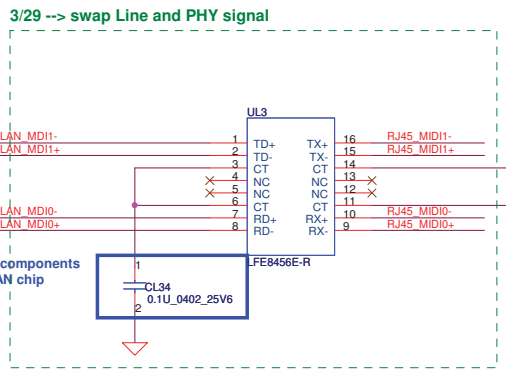 3/29 --> swap Line and PHY signal
UL3
LAN_MDI1- 1 TD+ TX+ 16 RJ45_MIDI1-
LAN_MDI1+ 2 TD- TX- 15 RJ45_MIDI1+
3 CT CT 14
4 NC NC 13
5 NC NC 12
6 CT CT 11
LAN_MDI0- 7 RD+ RX+ 10 RJ45_MIDI0-
LAN_MDI0+ 8 RD- RX- 9 RJ45_MIDI0+
LFE8456E-R
components
AN chip
1
CL34
0.1U_0402_25V6
2